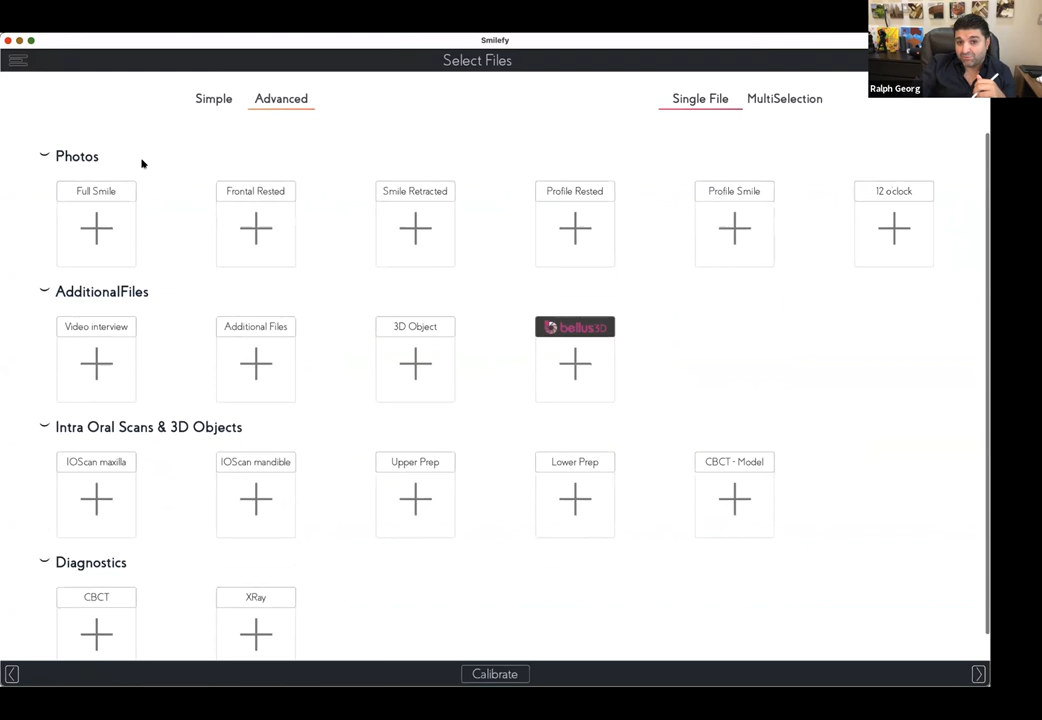 Smilefy
Select Files
Ralph Georg
Simple Advanced Single File MultiSelection
Photos
Full Smile Frontal Rested Smile Retracted Profile Rested Profile Smile 12 oclock
AdditionalFiles
Video interview Additional Files 3D Object bellus3D
Intra Oral Scans & 3D Objects
IOScan maxilla IOScan mandible Upper Prep Lower Prep CBCT - Model
Diagnostics
CBCT XRay
Calibrate